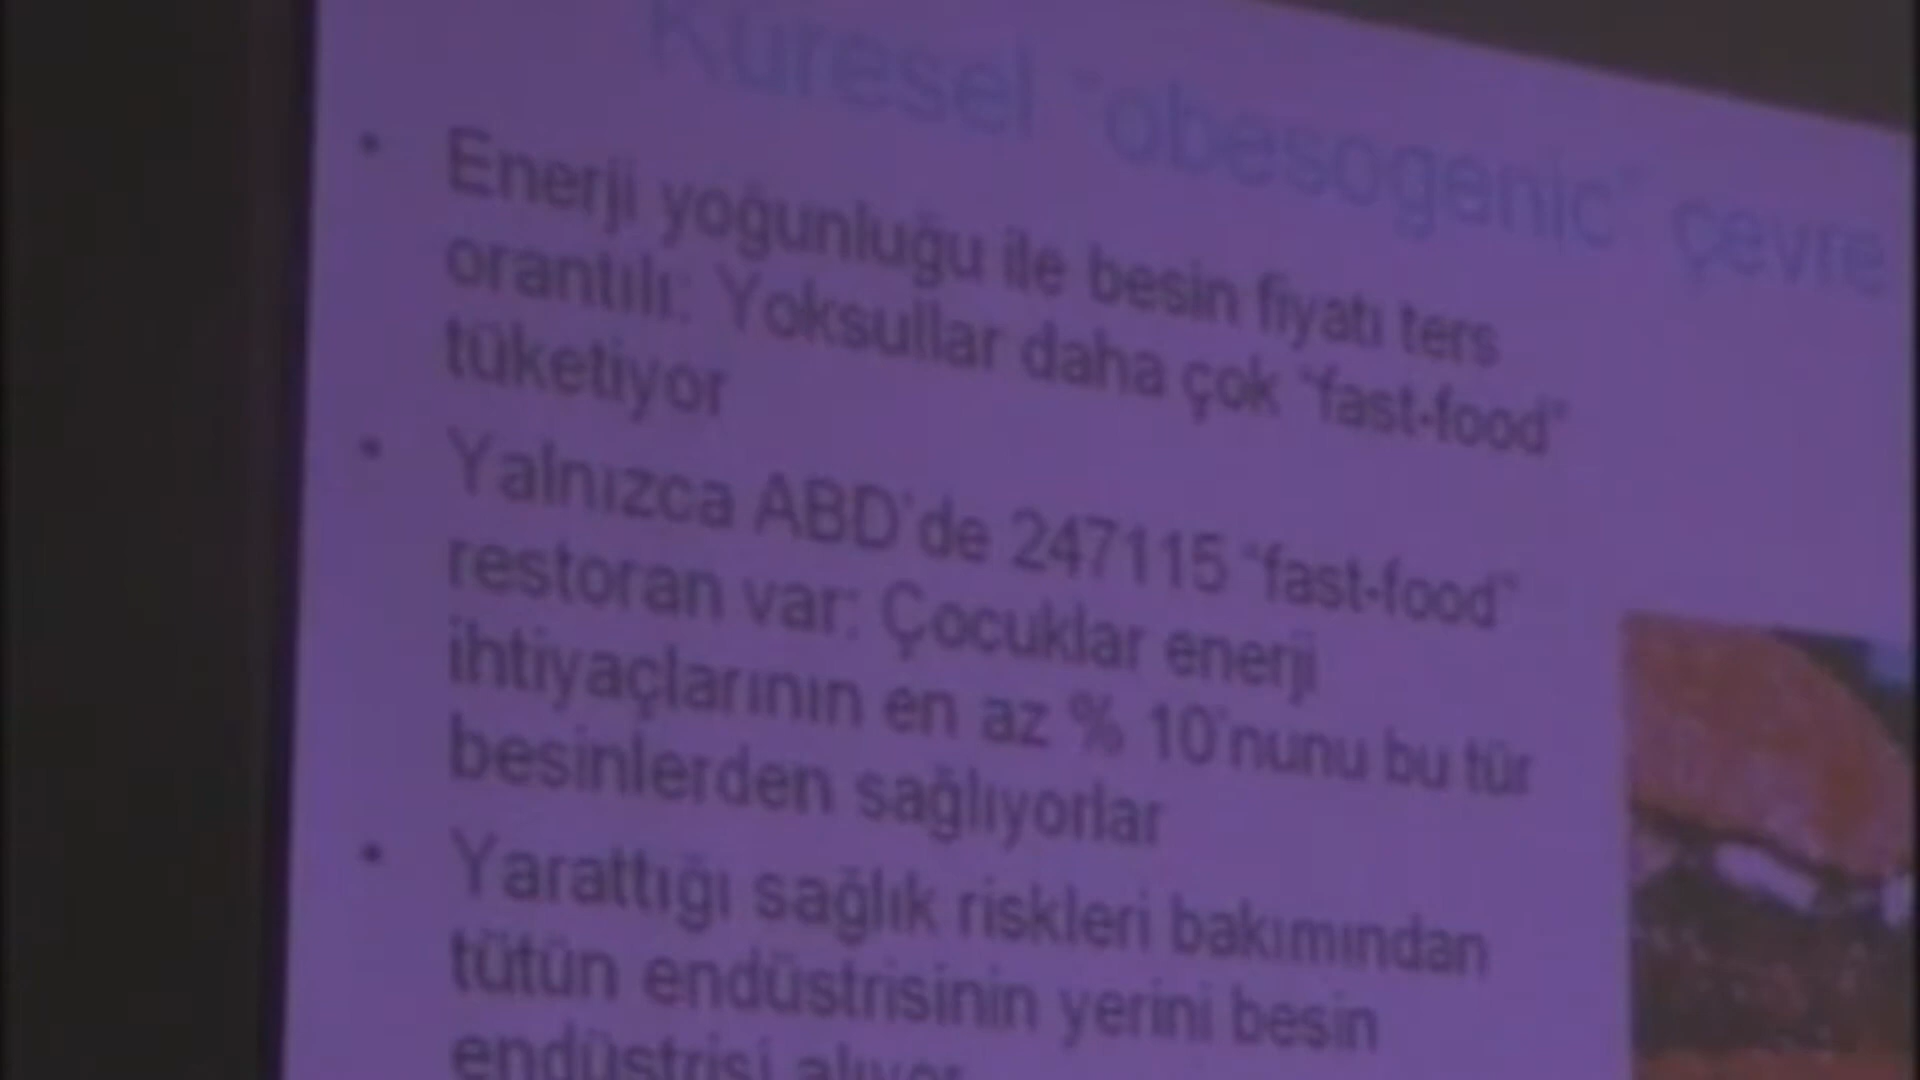 Küresel "obesogenic" çevre
• Enerji yoğunluğu ile besin fiyatı ters
orantılı: Yoksullar daha çok "fast-food"
tüketiyor
• Yalnızca ABD'de 247115 "fast-food"
restoran var: Çocuklar enerji
ihtiyaçlarının en az % 10'nunu bu tür
besinlerden sağlıyorlar
• Yarattığı sağlık riskleri bakımından
tütün endüstrisinin yerini besin
endüstrisi alıyor